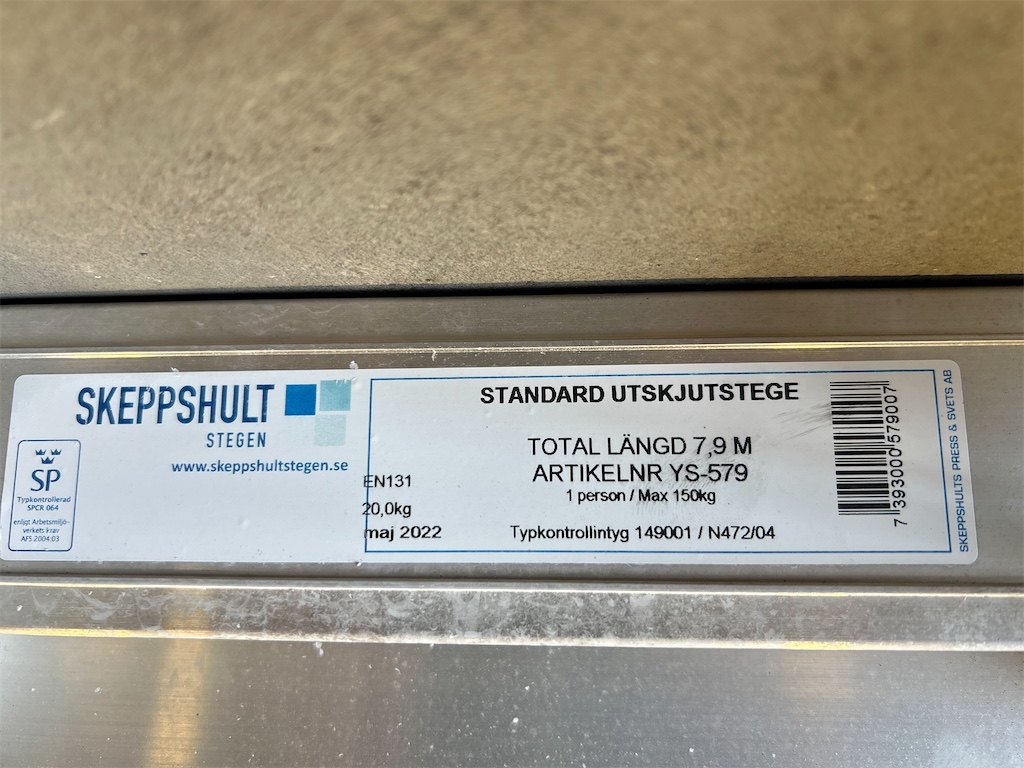 SKEPPSHULT
STEGEN
www.skeppshultstegen.se
SP
Typkontrollerad
SPCR 064
enligt Arbetsmiljö-
verkets krav
AFS 2004:03
EN131
20,0kg
maj 2022
STANDARD UTSKJUTSTEGE
TOTAL LÄNGD 7,9 M
ARTIKELNR YS-579
1 person / Max 150kg
Typkontrollintyg 149001 / N472/04
7 393000 579007
SKEPPSHULTS PRESS & SVETS AB